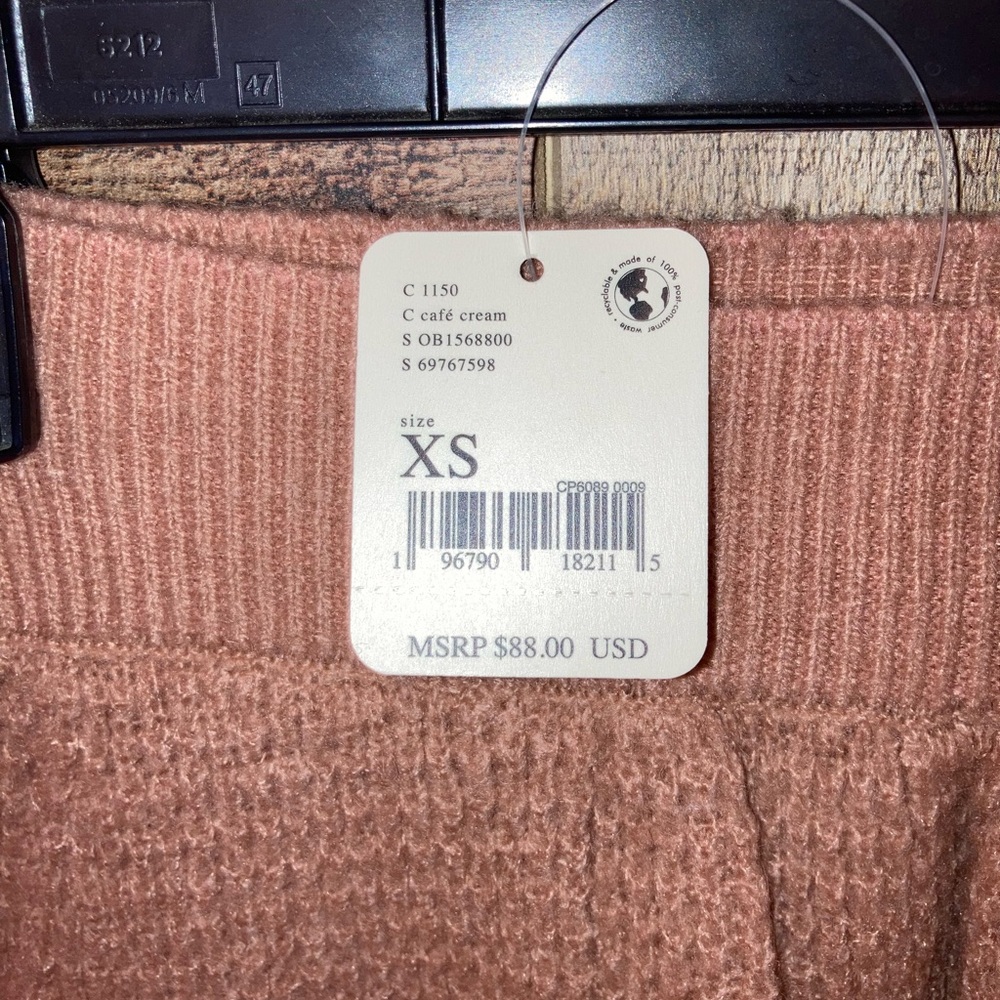 6212
05209/6 M
47
C 1150
C café cream
S OB1568800
S 69767598
recyclable & made of 100% post-consumer waste •
size
XS
CP6089 0009
1 96790 18211 5
MSRP $88.00 USD